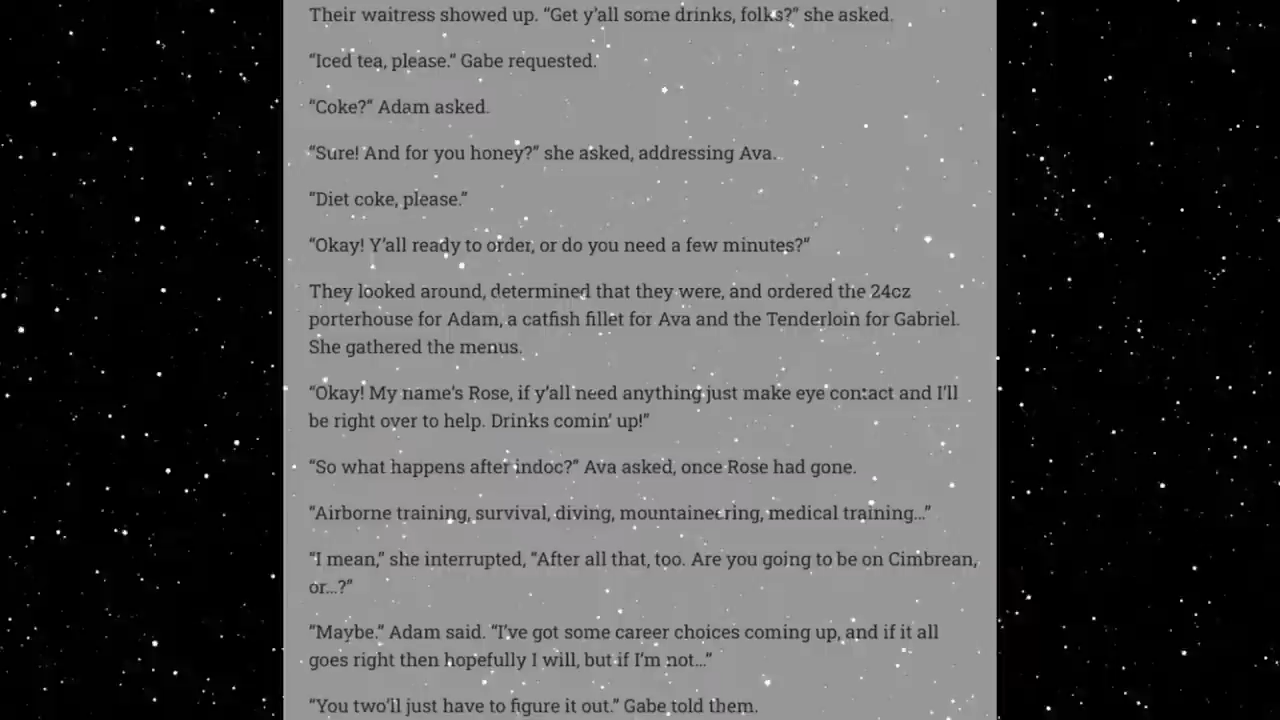 Their waitress showed up. “Get y’all some drinks, folks?” she asked.
“Iced tea, please.” Gabe requested.
“Coke?” Adam asked.
“Sure! And for you honey?” she asked, addressing Ava.
“Diet coke, please.”
“Okay! Y’all ready to order, or do you need a few minutes?”
They looked around, determined that they were, and ordered the 24oz
porterhouse for Adam, a catfish fillet for Ava and the Tenderloin for Gabriel.
She gathered the menus.
“Okay! My name’s Rose, if y’all need anything just make eye contact and I’ll
be right over to help. Drinks comin’ up!”
“So what happens after indoc?” Ava asked, once Rose had gone.
“Airborne training, survival, diving, mountaineering, medical training…”
“I mean,” she interrupted, “After all that, too. Are you going to be on Cimbrean,
or…?”
“Maybe.” Adam said. “I’ve got some career choices coming up, and if it all
goes right then hopefully I will, but if I’m not…”
“You two’ll just have to figure it out.” Gabe told them.